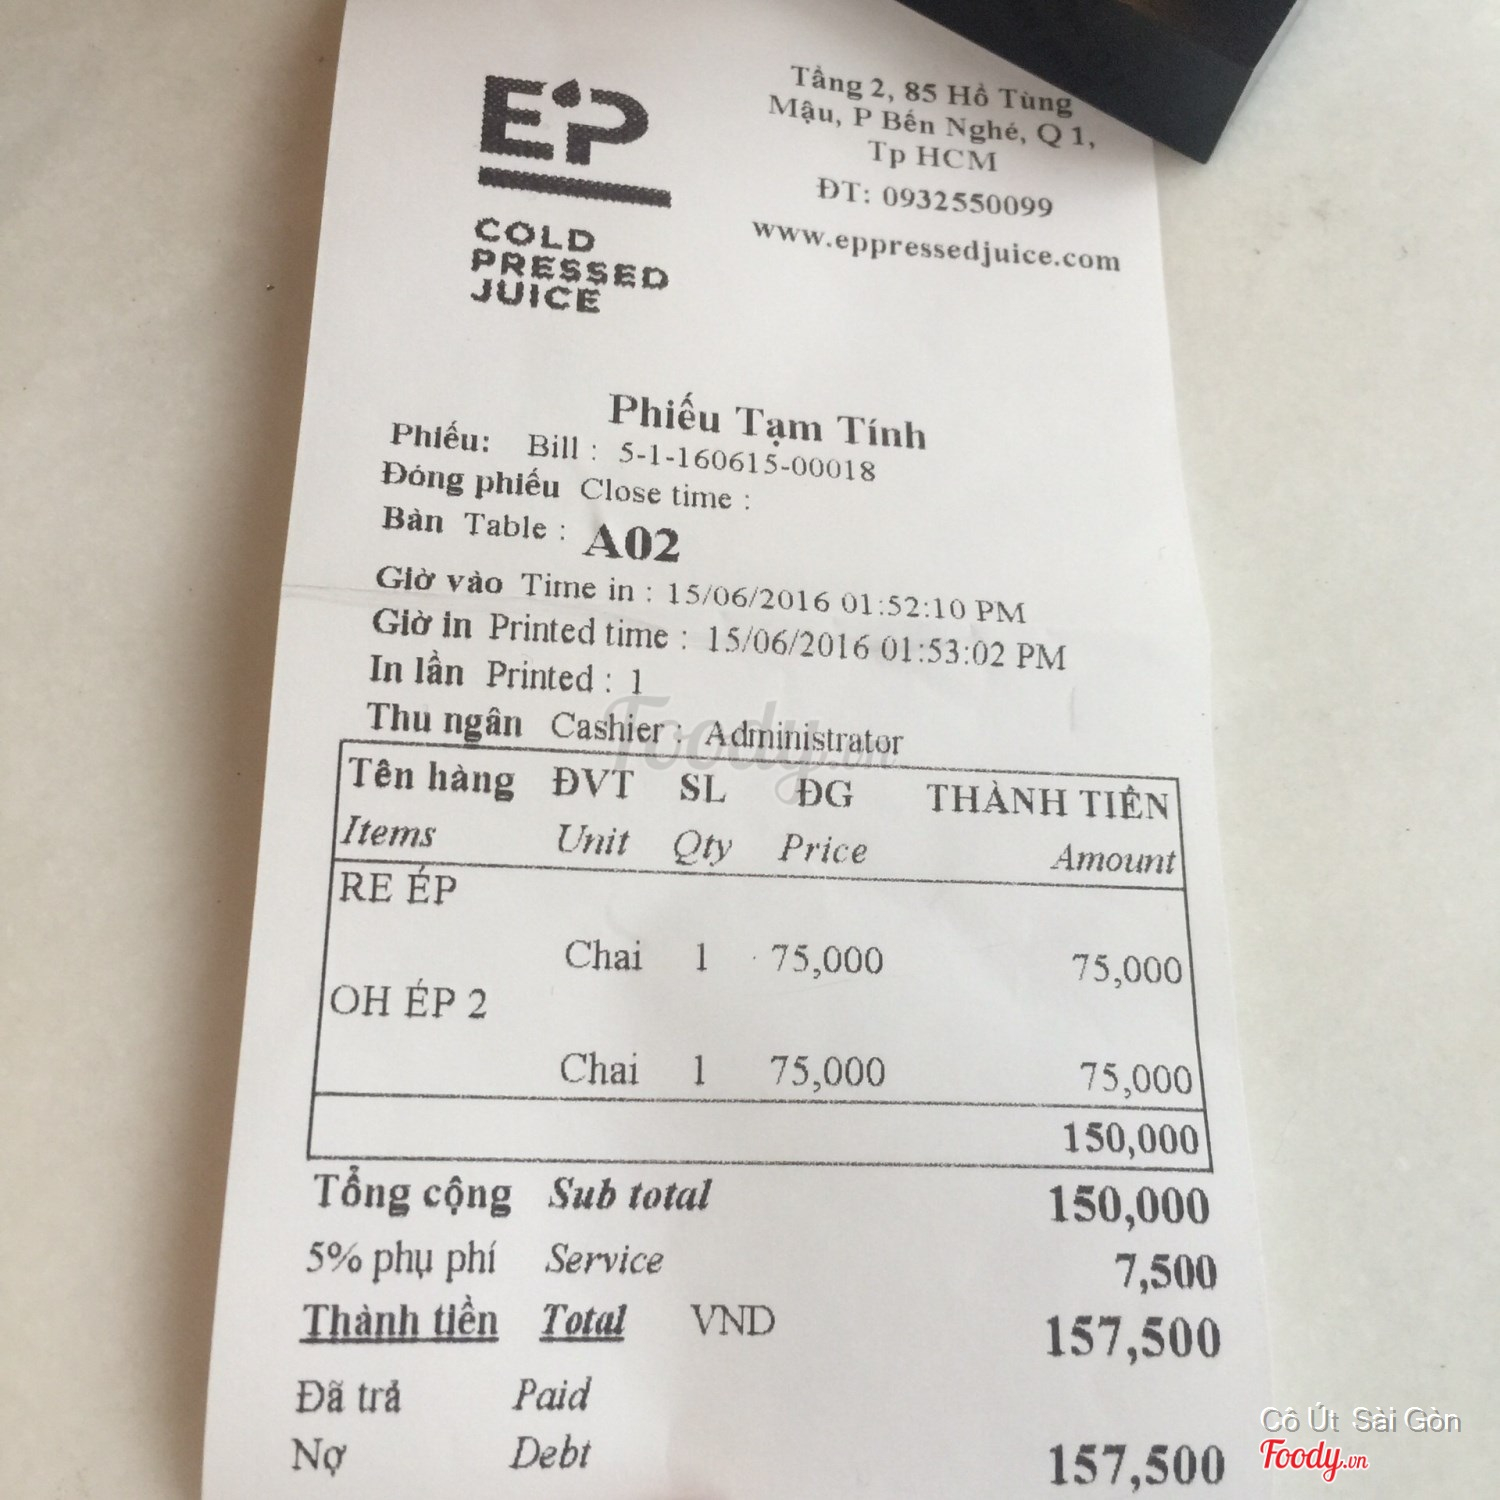 EP
COLD
PRESSED
JUICE
Tầng 2, 85 Hồ Tùng
Mậu, P Bến Nghé, Q 1,
Tp HCM
ĐT: 0932550099
www.eppressedjuice.com
Phiếu Tạm Tính
Phiếu: Bill : 5-1-160615-00018
Đóng phiếu Close time :
Bàn Table : A02
Giờ vào Time in : 15/06/2016 01:52:10 PM
Giờ in Printed time : 15/06/2016 01:53:02 PM
In lần Printed : 1
Thu ngân Cashier : Administrator
Foody.vn
Tên hàng ĐVT SL ĐG THÀNH TIỀN
Items Unit Qty Price Amount
RE ÉP
Chai 1 75,000 75,000
OH ÉP 2
Chai 1 75,000 75,000
150,000
Tổng cộng Sub total 150,000
5% phụ phí Service 7,500
Thành tiền Total VND 157,500
Đã trả Paid
Nợ Debt 157,500
Cô Út Sài Gòn
Foody.vn